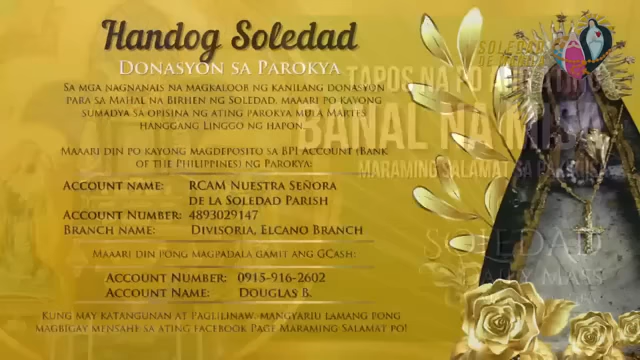 Handog Soledad
Donasyon sa Parokya
Sa mga nagnanais na magkaloob ng kanilang donasyon
para sa Mahal na Birhen ng Soledad, maaari po kayong
sumadya sa opisina ng ating parokya mula Martes
hanggang Linggo ng hapon.
Maaari din po kayong magdeposito sa BPI Account (Bank
of the Philippines) ng Parokya:
Account name: RCAM Nuestra Señora
de la Soledad Parish
Account Number: 4893029147
Branch name: Divisoria, Elcano Branch
Maaari din pong magpadala gamit ang GCash:
Account Number: 0915-916-2602
Account Name: Douglas B.
Kung may katangunan at paglilinaw, mangyariu lamang pong
magbigay mensahe sa ating Facebook Page Maraming Salamat po!
Soledad
de
Tapos na po ang
Banal na Misa
Maraming salamat sa
Soledad
Daily Mass